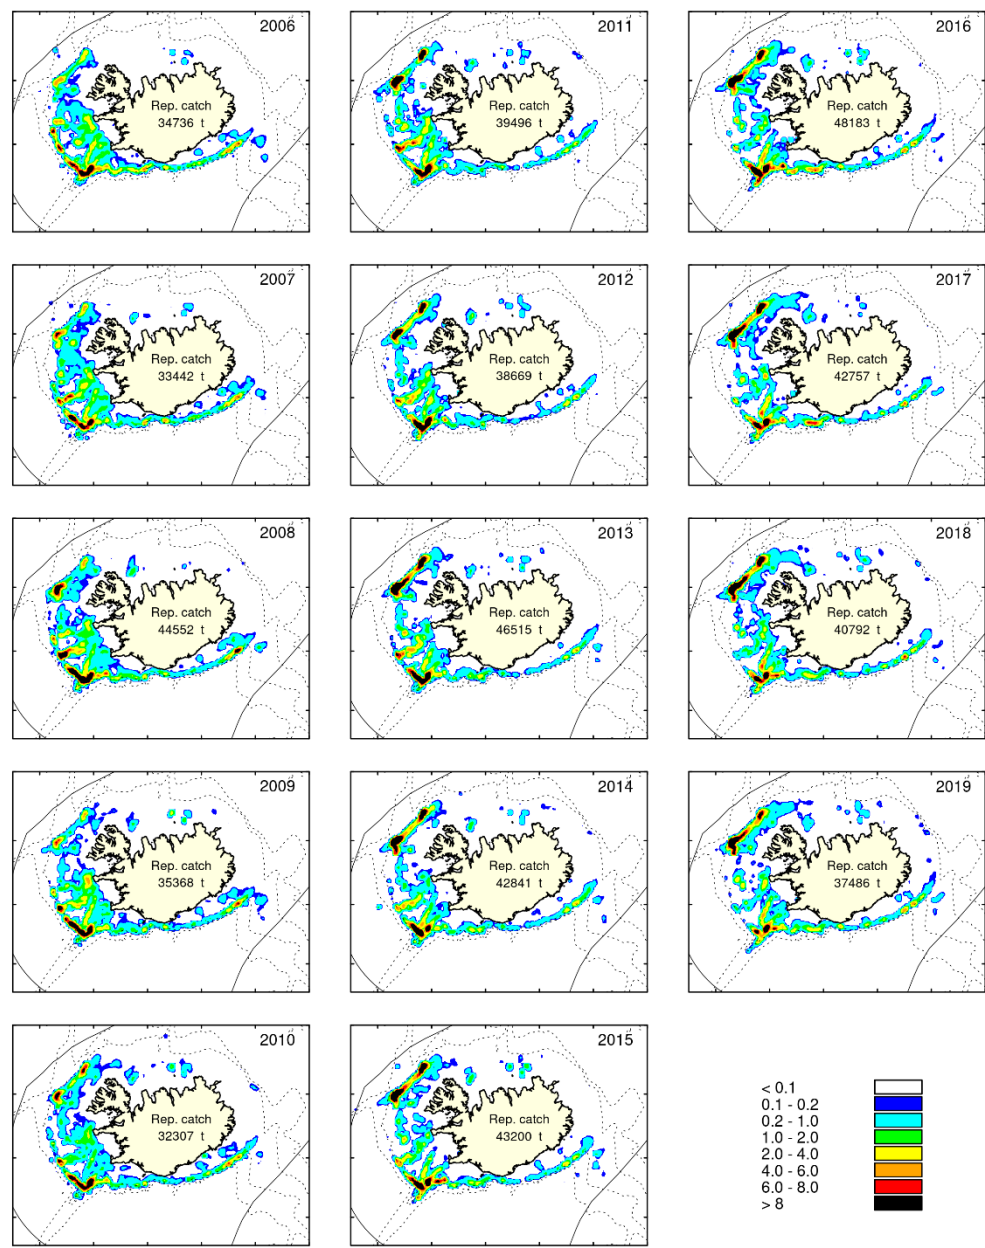 2006
Rep. catch
34736 t
2011
Rep. catch
39496 t
2016
Rep. catch
48183 t
2007
Rep. catch
33442 t
2012
Rep. catch
38669 t
2017
Rep. catch
42757 t
2008
Rep. catch
44552 t
2013
Rep. catch
46515 t
2018
Rep. catch
40792 t
2009
Rep. catch
35368 t
2014
Rep. catch
42841 t
2019
Rep. catch
37486 t
2010
Rep. catch
32307 t
2015
Rep. catch
43200 t
< 0.1
0.1 - 0.2
0.2 - 1.0
1.0 - 2.0
2.0 - 4.0
4.0 - 6.0
6.0 - 8.0
> 8